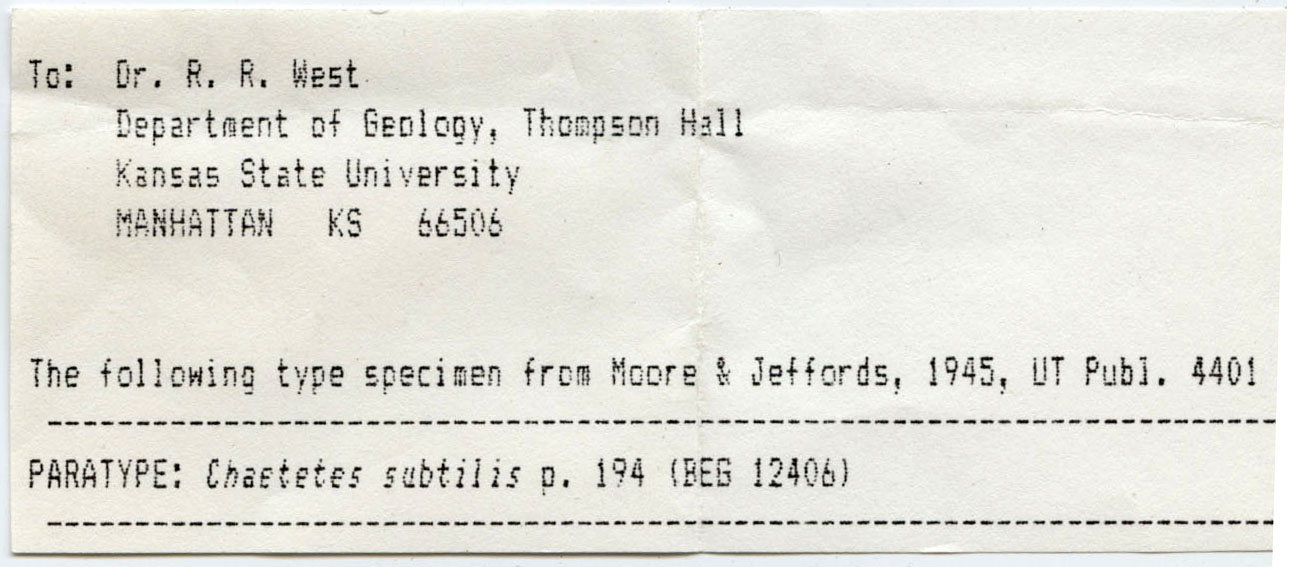 To: Dr. R. R. West
Department of Geology, Thompson Hall
Kansas State University
MANHATTAN KS 66506
The following type specimen from Moore & Jeffords, 1945, UT Publ. 4401
PARATYPE: Chaetetes subtilis p. 194 (BEG 12406)